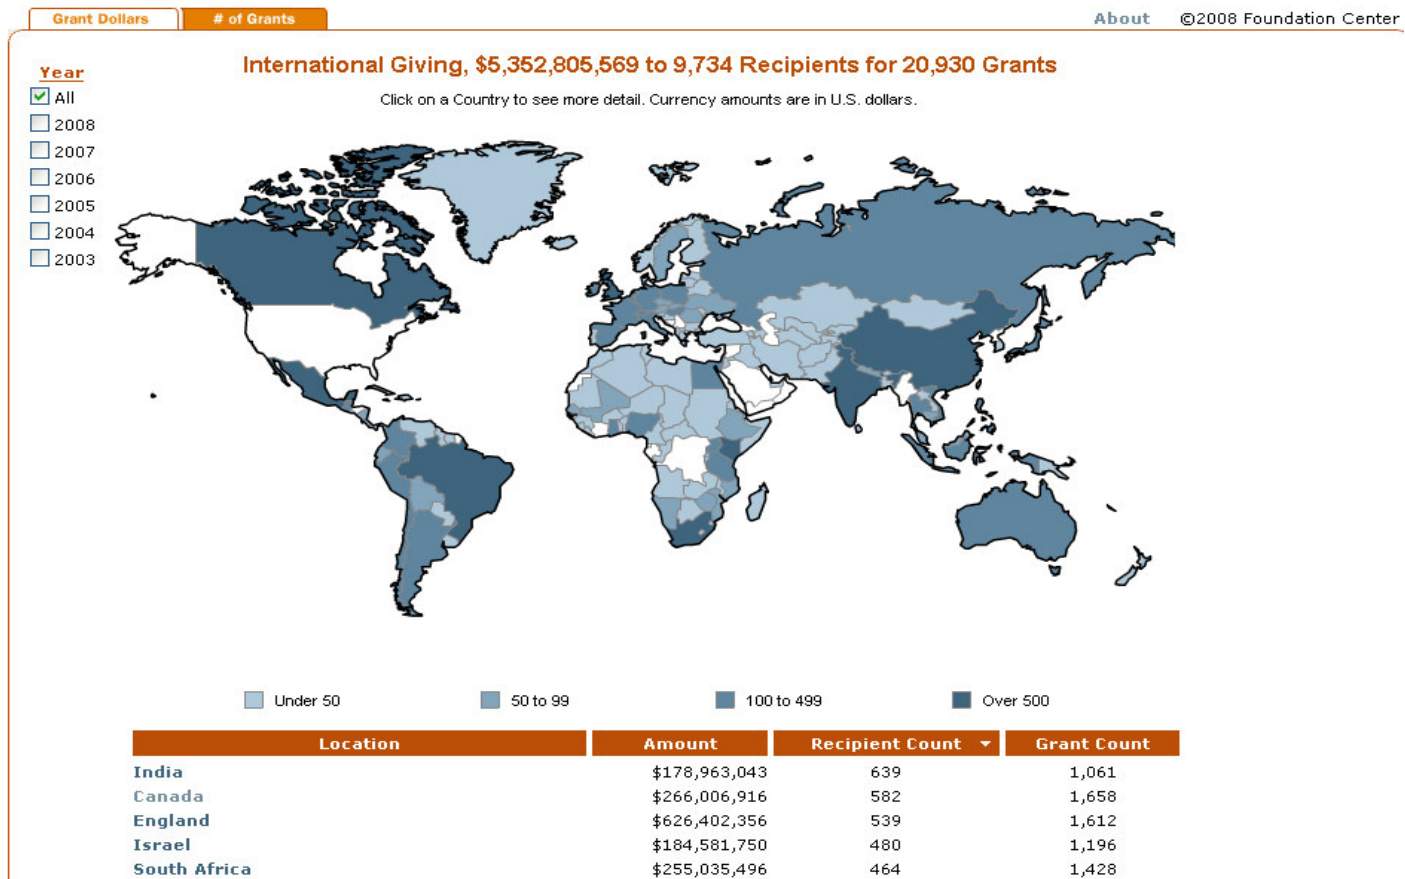 Grant Dollars # of Grants About ©2008 Foundation Center
International Giving, $5,352,805,569 to 9,734 Recipients for 20,930 Grants
Click on a Country to see more detail. Currency amounts are in U.S. dollars.
Year
All
2008
2007
2006
2005
2004
2003
Under 50 50 to 99 100 to 499 Over 500
Location Amount Recipient Count Grant Count
India $178,963,043 639 1,061
Canada $266,006,916 582 1,658
England $626,402,356 539 1,612
Israel $184,581,750 480 1,196
South Africa $255,035,496 464 1,428